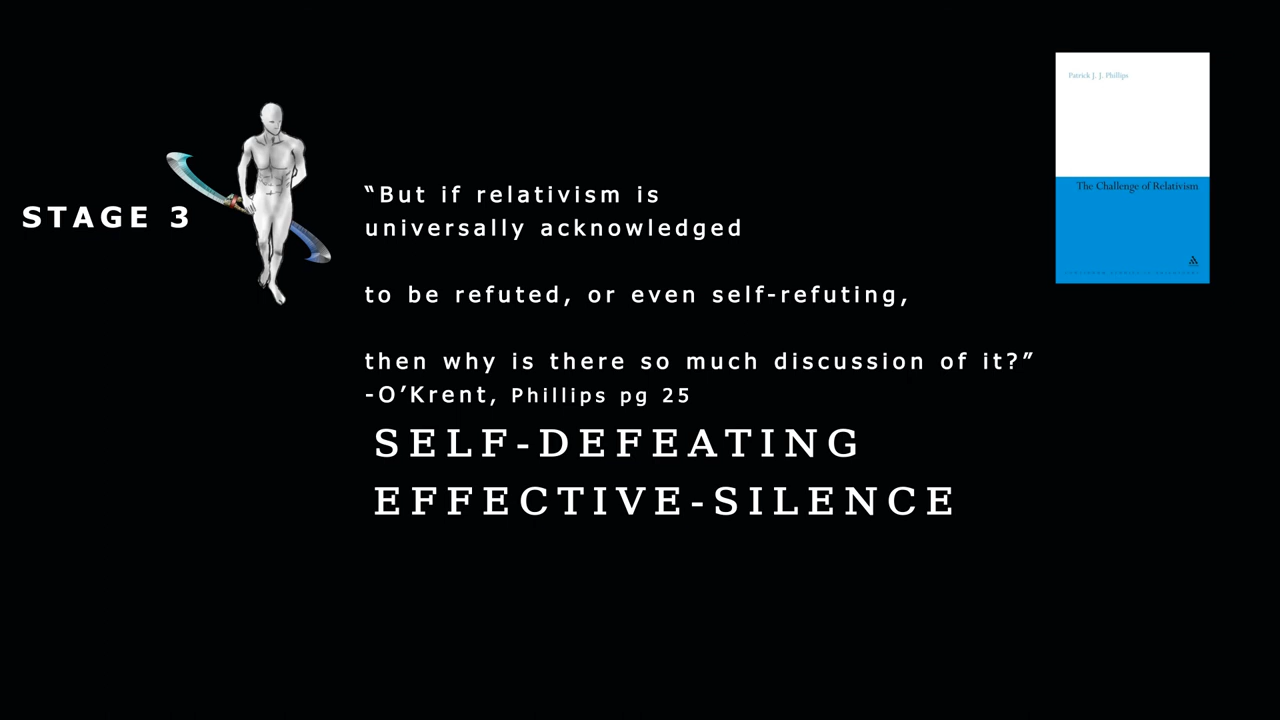 STAGE 3
“But if relativism is
universally acknowledged
to be refuted, or even self-refuting,
then why is there so much discussion of it?”
-O’Krent, Phillips pg 25
SELF-DEFEATING
EFFECTIVE-SILENCE
Patrick J. J. Phillips
The Challenge of Relativism